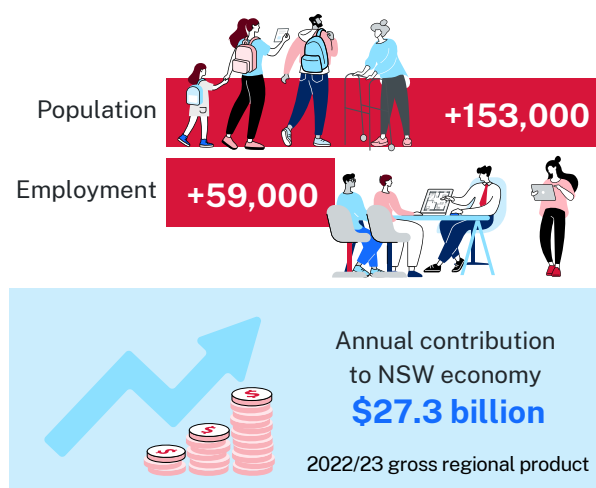 Population
+153,000
Employment
+59,000
Annual contribution
to NSW economy
$27.3 billion
2022/23 gross regional product